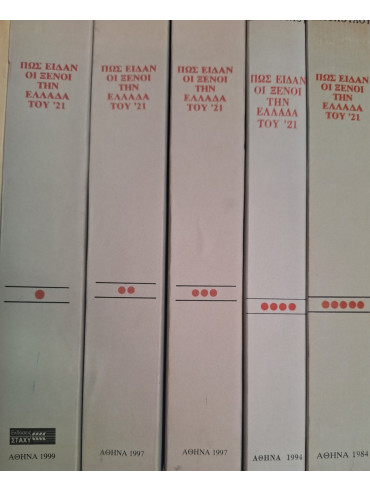 ΠΩΣ ΕΙΔΑΝ
ΟΙ ΞΕΝΟΙ
ΤΗΝ
ΕΛΛΑΔΑ
ΤΟΥ '21
Εκδόσεις
ΣΤΑΧΥ
ΑΘΗΝΑ 1999
ΠΩΣ ΕΙΔΑΝ
ΟΙ ΞΕΝΟΙ
ΤΗΝ
ΕΛΛΑΔΑ
ΤΟΥ '21
ΑΘΗΝΑ 1997
ΠΩΣ ΕΙΔΑΝ
ΟΙ ΞΕΝΟΙ
ΤΗΝ
ΕΛΛΑΔΑ
ΤΟΥ '21
ΑΘΗΝΑ 1997
ΠΩΣ ΕΙΔΑΝ
ΟΙ ΞΕΝΟΙ
ΤΗΝ
ΕΛΛΑΔΑ
ΤΟΥ '21
ΑΘΗΝΑ 1994
ΠΩΣ ΕΙΔΑΝ
ΟΙ ΞΕΝΟΙ
ΤΗΝ
ΕΛΛΑΔΑ
ΤΟΥ '21
ΑΘΗΝΑ 1984